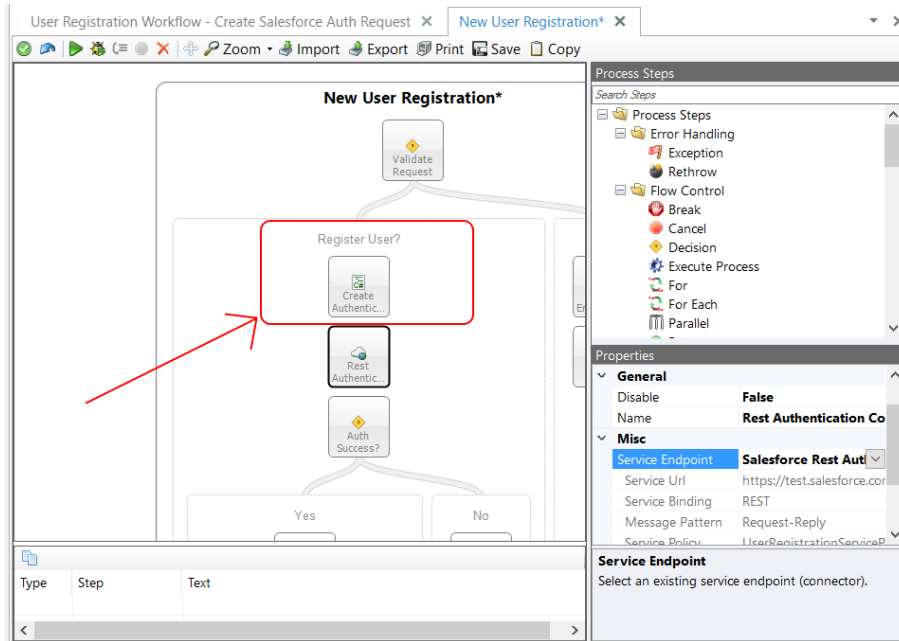 User Registration Workflow - Create Salesforce Auth Request
New User Registration*
Zoom Import Export Print Save Copy
New User Registration*
Validate
Request
Register User?
Create
Authentic...
Rest
Authentic...
Auth
Success?
Yes
No
Type Step Text
Process Steps
Search Steps
Process Steps
Error Handling
Exception
Rethrow
Flow Control
Break
Cancel
Decision
Execute Process
For
For Each
Parallel
Properties
General
Disable False
Name Rest Authentication Co
Misc
Service Endpoint Salesforce Rest Aut
Service Url https://test.salesforce.cor
Service Binding REST
Message Pattern Request-Reply
Service Policy UserRegistrationServiceP
Service Endpoint
Select an existing service endpoint (connector).